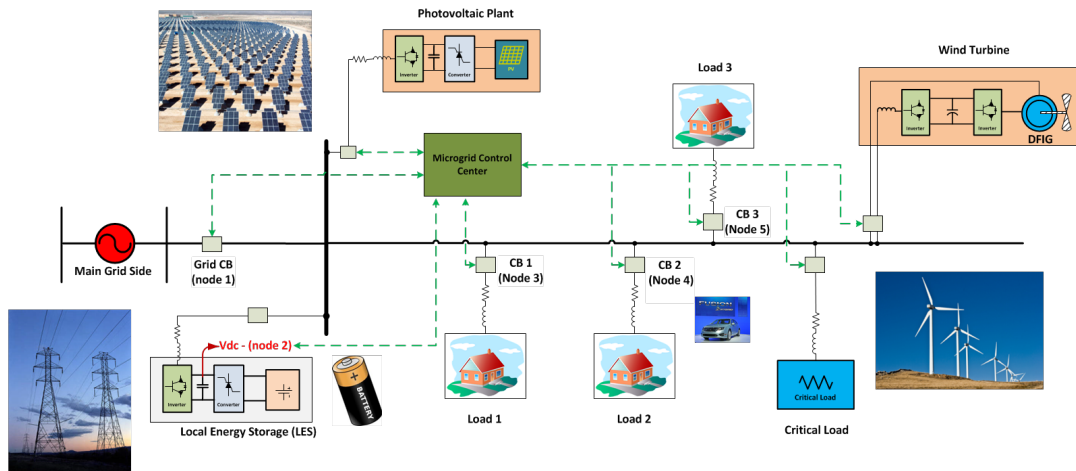 Photovoltaic Plant
Inverter
Converter
PV
Wind Turbine
Inverter
Inverter
DFIG
Load 3
Microgrid Control
Center
CB 3
(Node 5)
Main Grid Side
Grid CB
(node 1)
CB 1
(Node 3)
CB 2
(Node 4)
FUSION
Vdc - (node 2)
Inverter
Converter
BATTERY
Local Energy Storage (LES)
Load 1
Load 2
Critical Load
Critical Load